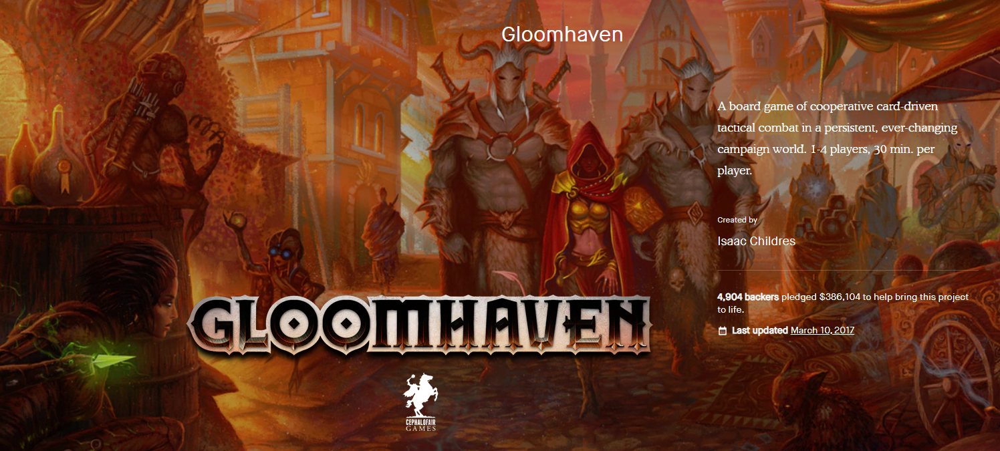 Gloomhaven
A board game of cooperative card-driven
tactical combat in a persistent, ever-changing
campaign world. 1-4 players, 30 min. per
player.
Created by
Isaac Childres
4,904 backers pledged $386,104 to help bring this project
to life.
Last updated March 10, 2017
GLOOMHAVEN
CEPHALOFAIR
GAMES